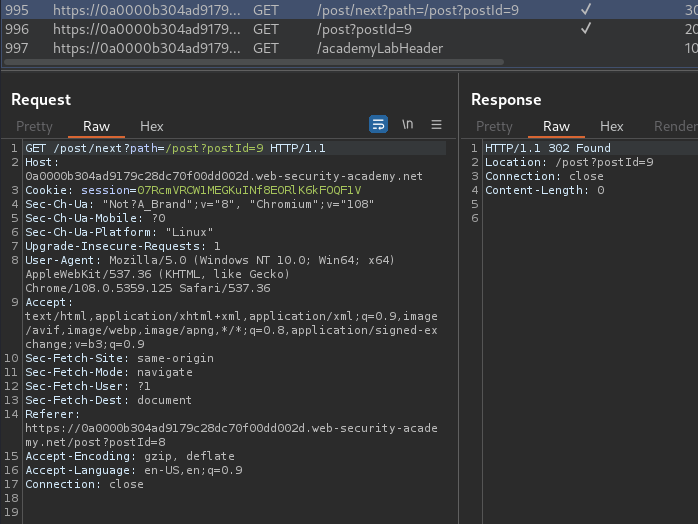 995 https://0a0000b304ad9179... GET /post/next?path=/post?postId=9 ✓ 30
996 https://0a0000b304ad9179... GET /post?postId=9 ✓ 20
997 https://0a0000b304ad9179... GET /academyLabHeader 10
Request
Pretty Raw Hex \n
1 GET /post/next?path=/post?postId=9 HTTP/1.1
2 Host:
0a0000b304ad9179c28dc70f00dd002d.web-security-academy.net
3 Cookie: session=07RcmVRCW1MEGKuINf8EORlK6kFOQF1V
4 Sec-Ch-Ua: "Not?A_Brand";v="8", "Chromium";v="108"
5 Sec-Ch-Ua-Mobile: ?0
6 Sec-Ch-Ua-Platform: "Linux"
7 Upgrade-Insecure-Requests: 1
8 User-Agent: Mozilla/5.0 (Windows NT 10.0; Win64; x64)
AppleWebKit/537.36 (KHTML, like Gecko)
Chrome/108.0.5359.125 Safari/537.36
9 Accept:
text/html,application/xhtml+xml,application/xml;q=0.9,image
/avif,image/webp,image/apng,*/*;q=0.8,application/signed-ex
change;v=b3;q=0.9
10 Sec-Fetch-Site: same-origin
11 Sec-Fetch-Mode: navigate
12 Sec-Fetch-User: ?1
13 Sec-Fetch-Dest: document
14 Referer:
https://0a0000b304ad9179c28dc70f00dd002d.web-security-acade
my.net/post?postId=8
15 Accept-Encoding: gzip, deflate
16 Accept-Language: en-US,en;q=0.9
17 Connection: close
18
19
Response
Pretty Raw Hex Render
1 HTTP/1.1 302 Found
2 Location: /post?postId=9
3 Connection: close
4 Content-Length: 0
5
6